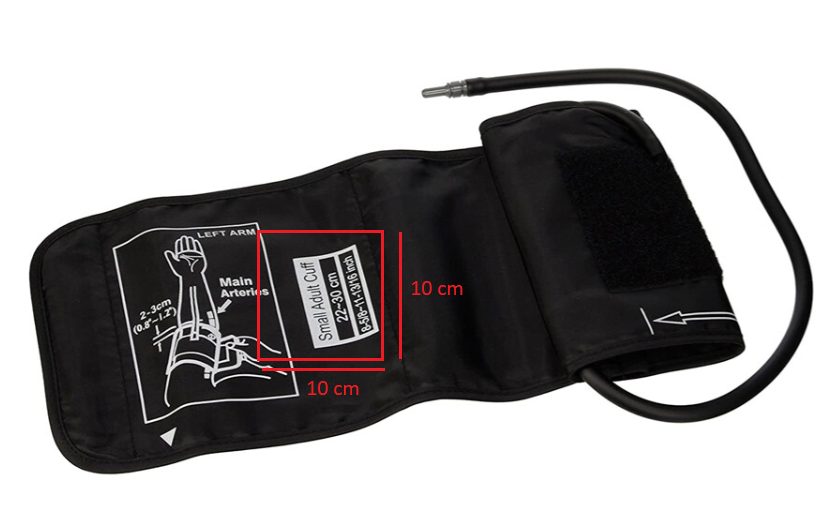 LEFT ARM
Main
Arteries
2-3cm
(0.8"-1.2")
Small Adult Cuff
22~30 cm
8-5/8~11-13/16 inch
10 cm
10 cm